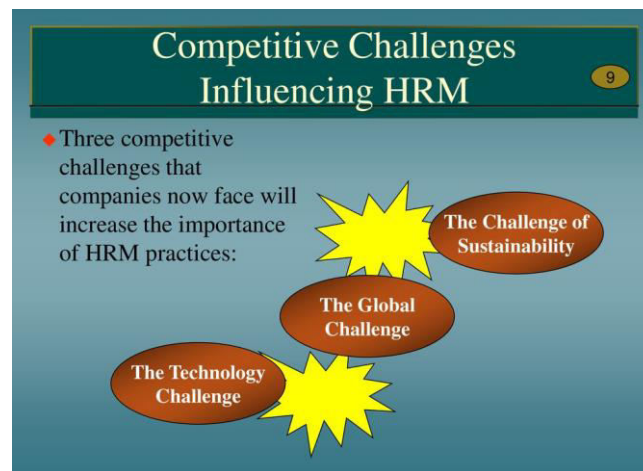 Competitive Challenges
Influencing HRM
9
Three competitive
challenges that
companies now face will
increase the importance
of HRM practices:
The Challenge of
Sustainability
The Global
Challenge
The Technology
Challenge